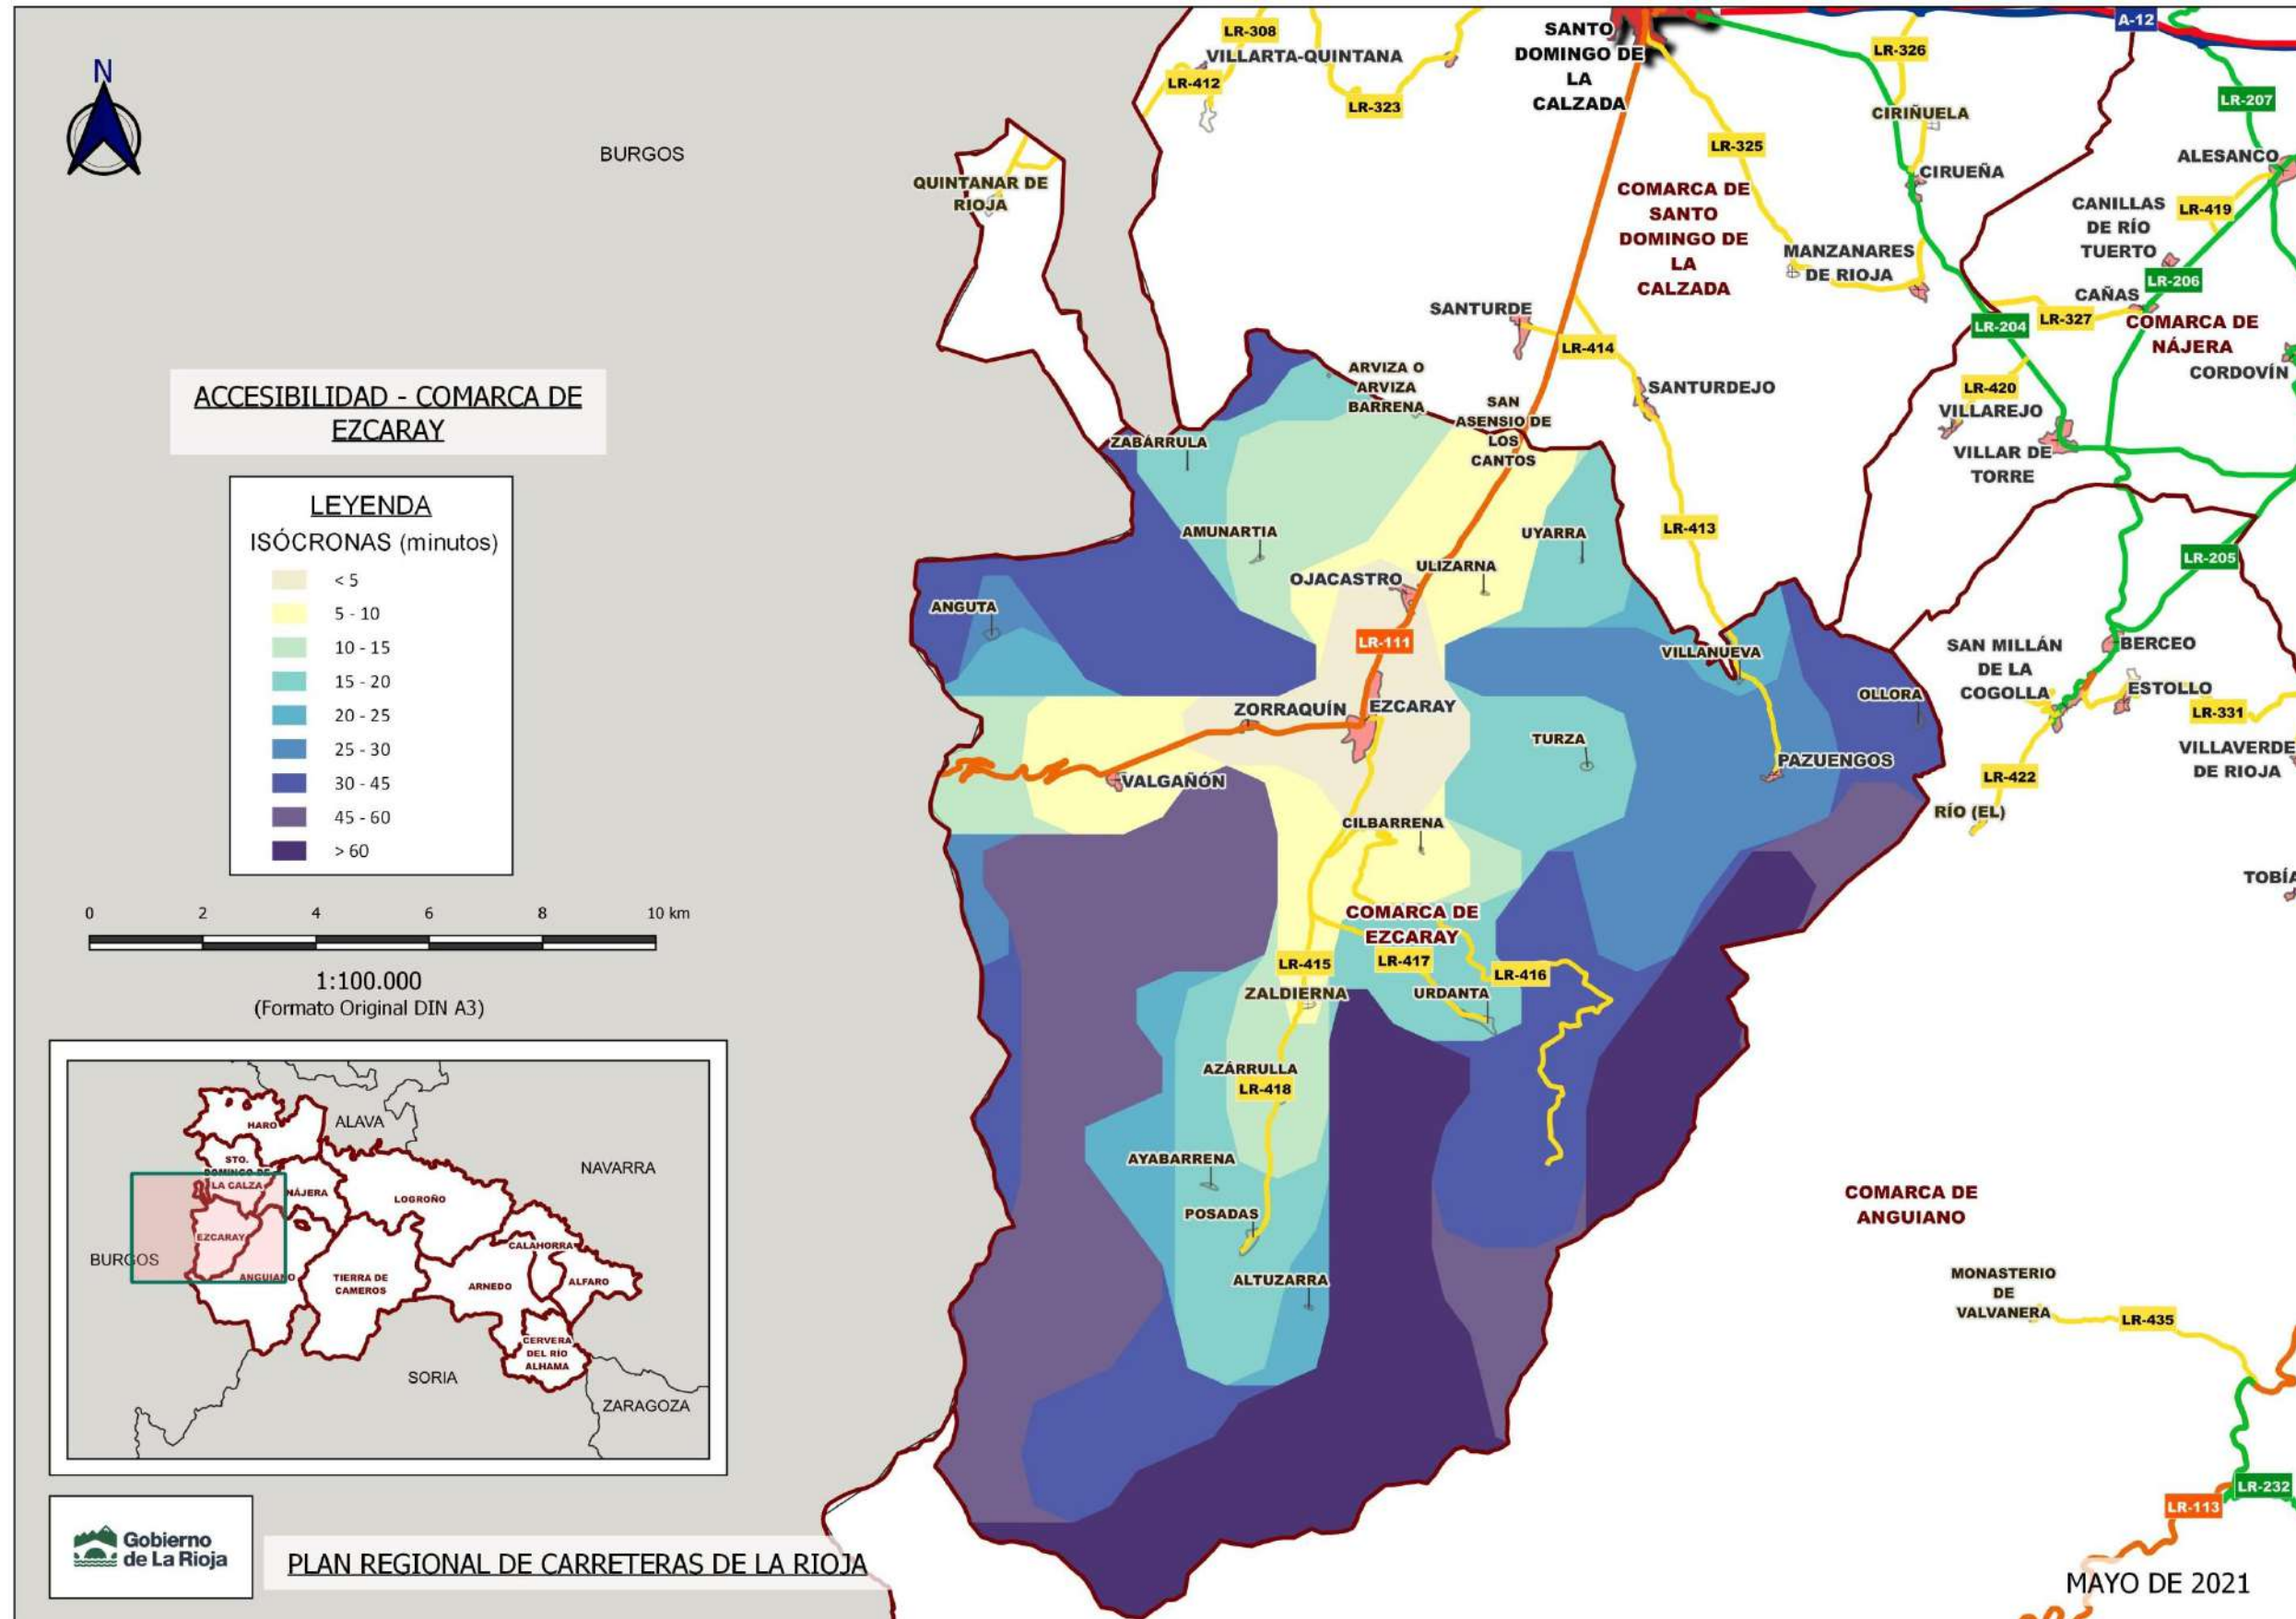 N
BURGOS
ACCESIBILIDAD - COMARCA DE
EZCARAY
LEYENDA
ISÓCRONAS (minutos)
< 5
5 - 10
10 - 15
15 - 20
20 - 25
25 - 30
30 - 45
45 - 60
> 60
0 2 4 6 8 10 km
1:100.000
(Formato Original DIN A3)
HARO
ALAVA
STO.
DOMINGO DE
LA CALZA
NÁJERA
LOGROÑO
NAVARRA
EZCARAY
BURGOS
ANGUIANO
TIERRA DE
CAMEROS
ARNEDO
CALAHORRA
ALFARO
CERVERA
DEL RÍO
ALHAMA
SORIA
ZARAGOZA
Gobierno
de La Rioja
PLAN REGIONAL DE CARRETERAS DE LA RIOJA
LR-308
VILLARTA-QUINTANA
LR-412
LR-323
SANTO
DOMINGO DE
LA
CALZADA
A-12
LR-326
LR-207
CIRIÑUELA
LR-325
ALESANCO
CIRUEÑA
QUINTANAR DE
RIOJA
COMARCA DE
SANTO
DOMINGO DE
LA
CALZADA
CANILLAS
DE RÍO
TUERTO
LR-419
MANZANARES
DE RIOJA
LR-206
CAÑAS
SANTURDE
LR-204
LR-327
COMARCA DE
NÁJERA
LR-414
CORDOVÍN
ARVIZA O
ARVIZA
BARRENA
SANTURDEJO
LR-420
VILLAREJO
SAN
ASENSIO DE
LOS
CANTOS
ZABÁRRULA
VILLAR DE
TORRE
AMUNARTIA
UYARRA
LR-413
LR-205
ULIZARNA
OJACASTRO
ANGUTA
LR-111
VILLANUEVA
SAN MILLÁN
DE LA
COGOLLA
BERCEO
OLLORA
ESTOLLO
ZORRAQUÍN
EZCARAY
LR-331
TURZA
VILLAVERDE
DE RIOJA
VALGAÑÓN
PAZUENGOS
LR-422
RÍO (EL)
CILBARRENA
TOBÍA
COMARCA DE
EZCARAY
LR-415
LR-417
LR-416
ZALDIERNA
URDANTA
AZÁRRULLA
LR-418
AYABARRENA
POSADAS
COMARCA DE
ANGUIANO
ALTUZARRA
MONASTERIO
DE
VALVANERA
LR-435
LR-232
LR-113
MAYO DE 2021